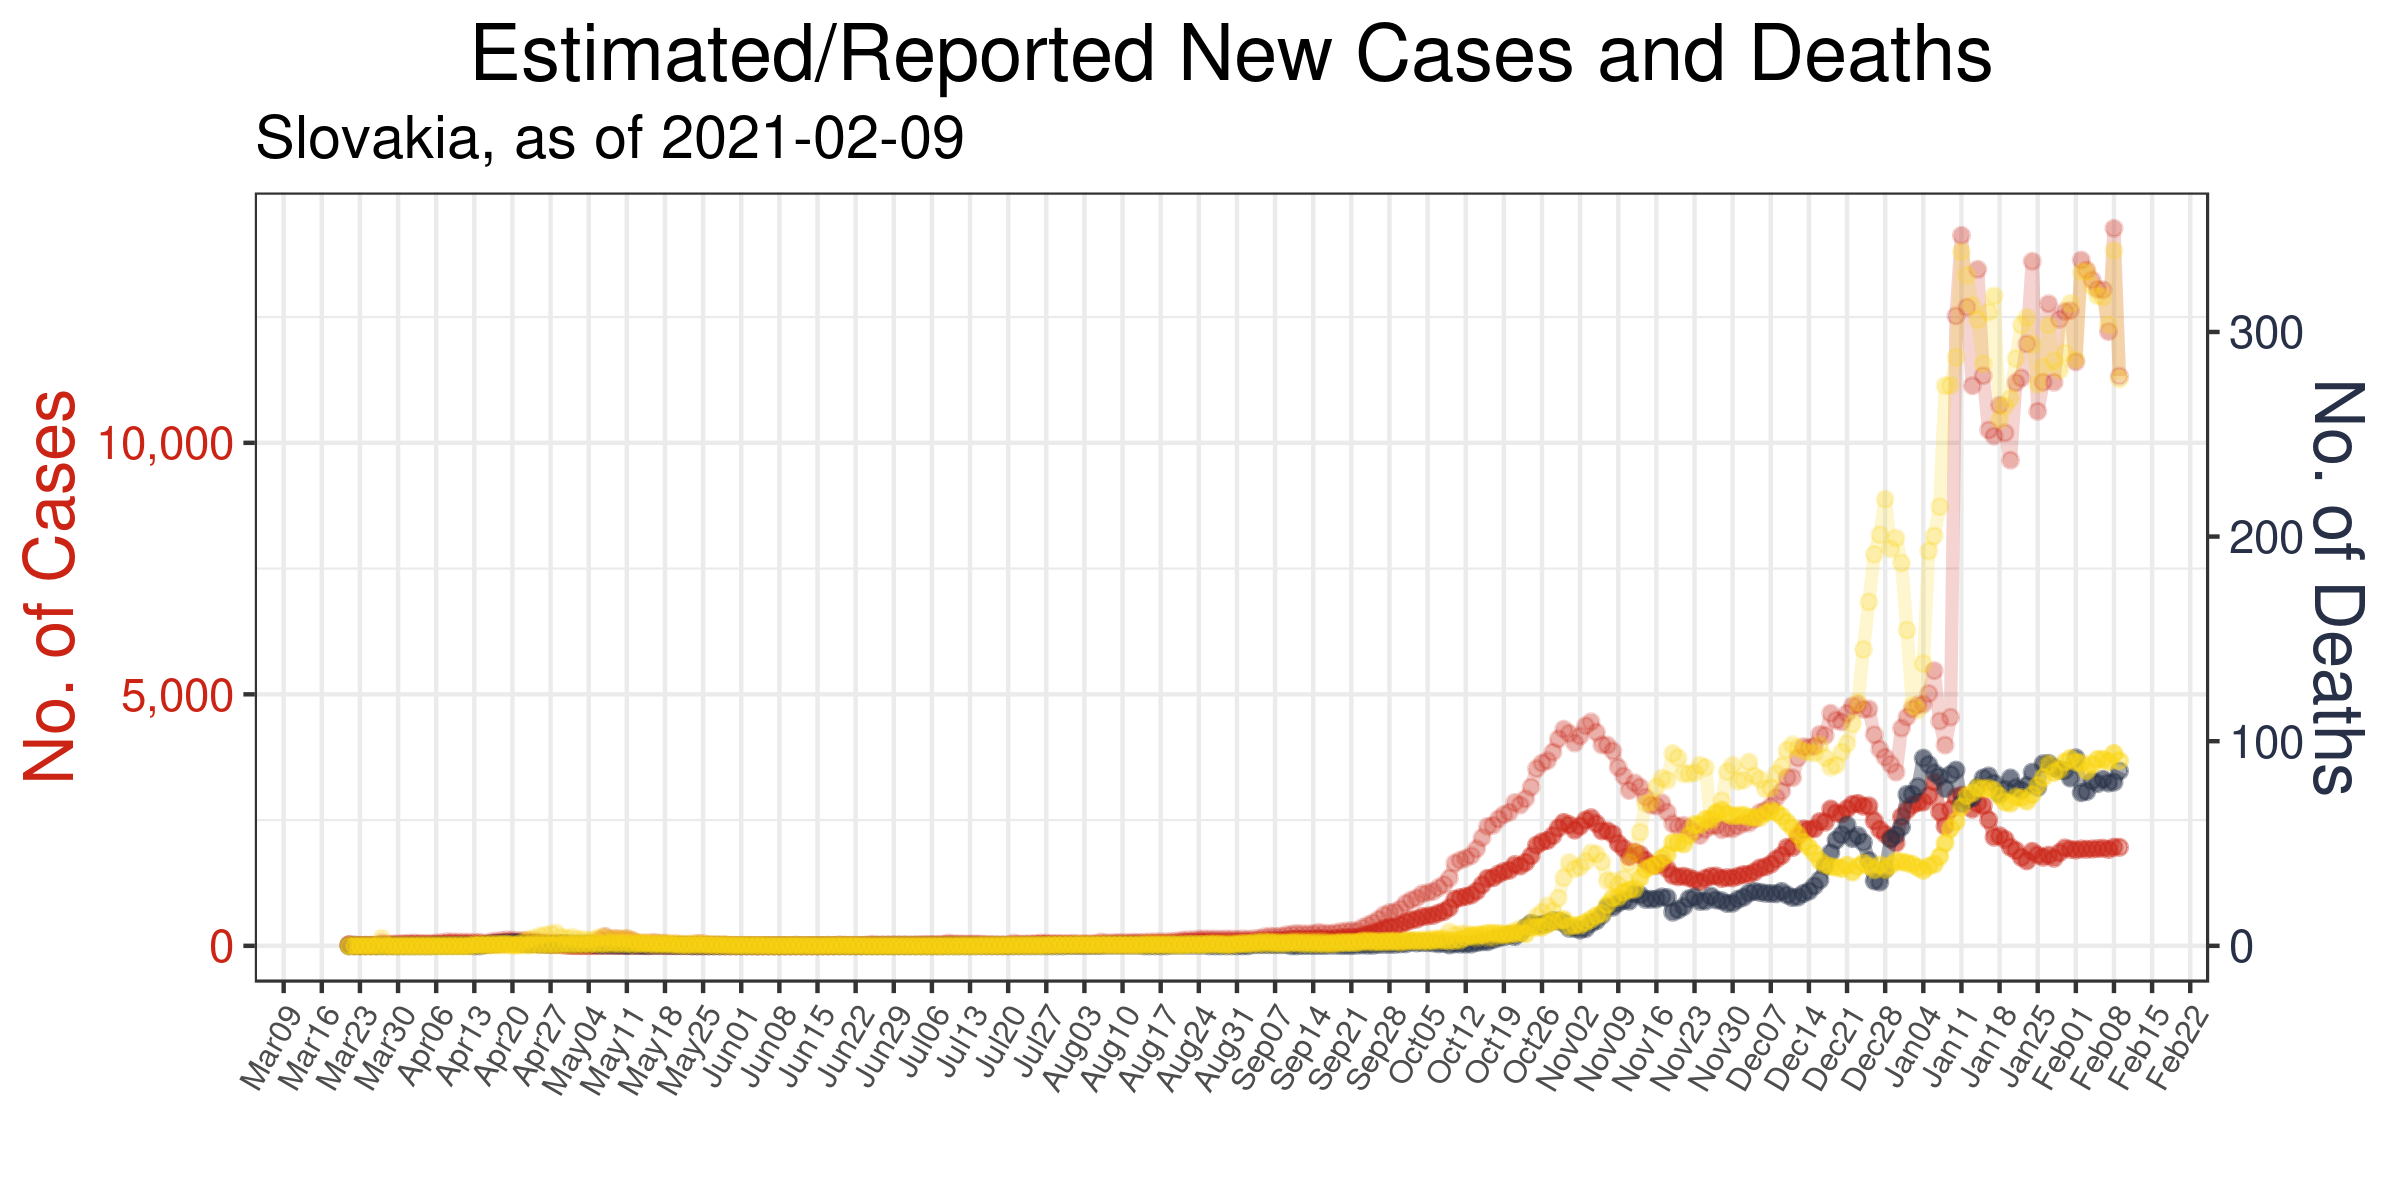 Estimated/Reported New Cases and Deaths
Slovakia, as of 2021-02-09
No. of Cases
10,000
5,000
0
300
200
100
0
No. of Deaths
Mar09
Mar16
Mar23
Mar30
Apr06
Apr13
Apr20
Apr27
May04
May11
May18
May25
Jun01
Jun08
Jun15
Jun22
Jun29
Jul06
Jul13
Jul20
Jul27
Aug03
Aug10
Aug17
Aug24
Aug31
Sep07
Sep14
Sep21
Sep28
Oct05
Oct12
Oct19
Oct26
Nov02
Nov09
Nov16
Nov23
Nov30
Dec07
Dec14
Dec21
Dec28
Dec04
Jan11
Jan18
Jan25
Feb01
Feb08
Feb15
Feb22